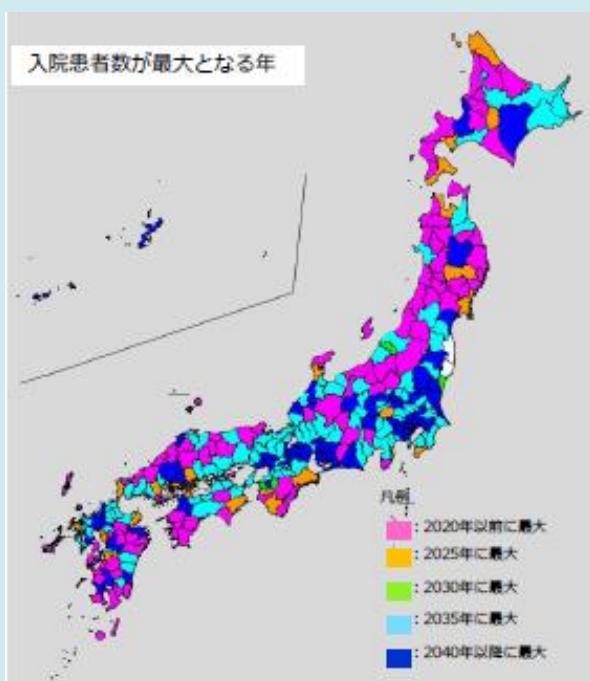 入院患者数が最大となる年
凡例
：2020年以前に最大
：2025年に最大
：2030年に最大
：2035年に最大
：2040年以降に最大